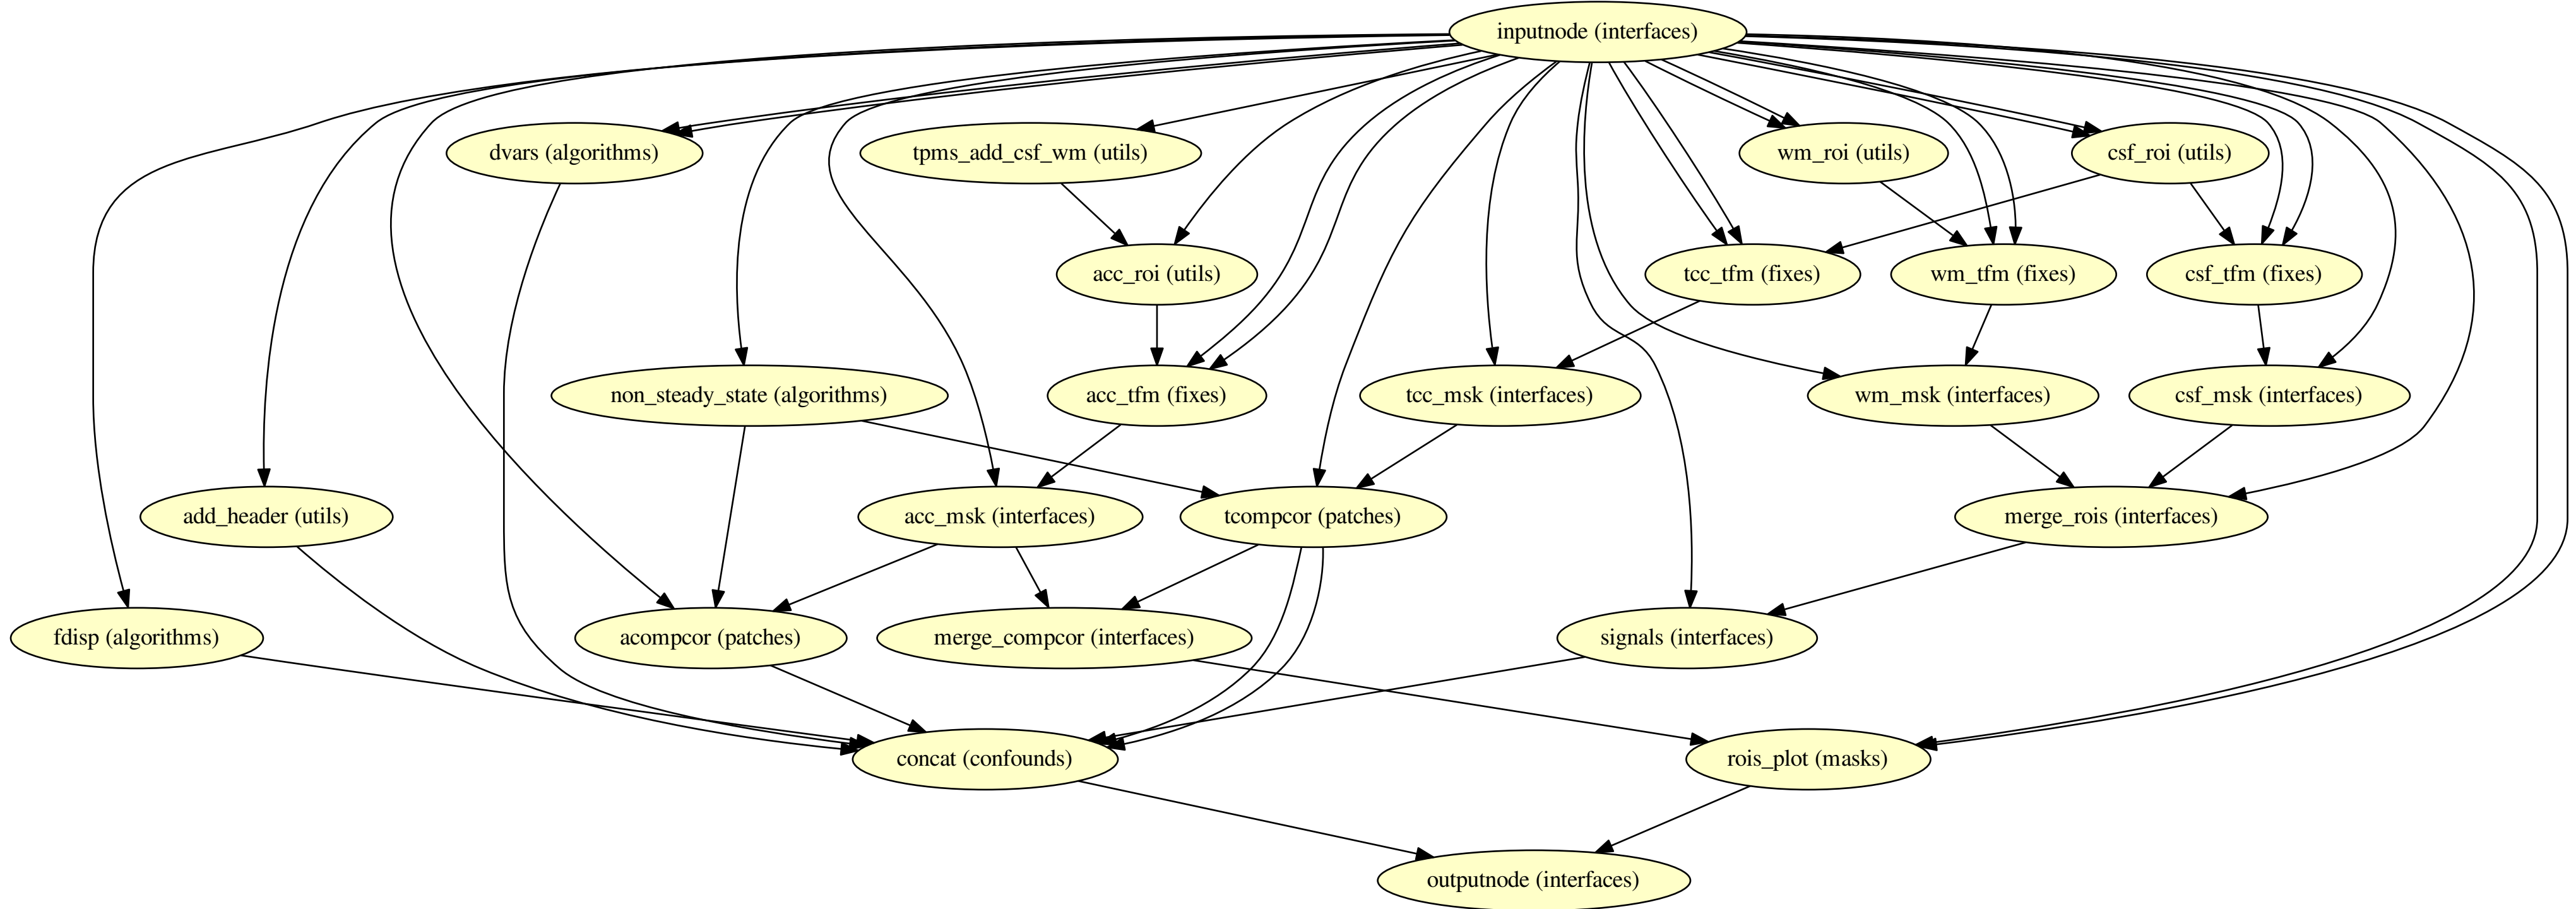 inputnode (interfaces)
dvars (algorithms)
tpms_add_csf_wm (utils)
wm_roi (utils)
csf_roi (utils)
acc_roi (utils)
tcc_tfm (fixes)
wm_tfm (fixes)
csf_tfm (fixes)
non_steady_state (algorithms)
acc_tfm (fixes)
tcc_msk (interfaces)
wm_msk (interfaces)
csf_msk (interfaces)
add_header (utils)
acc_msk (interfaces)
tcompcor (patches)
merge_rois (interfaces)
fdisp (algorithms)
acompcor (patches)
merge_compcor (interfaces)
signals (interfaces)
concat (confounds)
rois_plot (masks)
outputnode (interfaces)